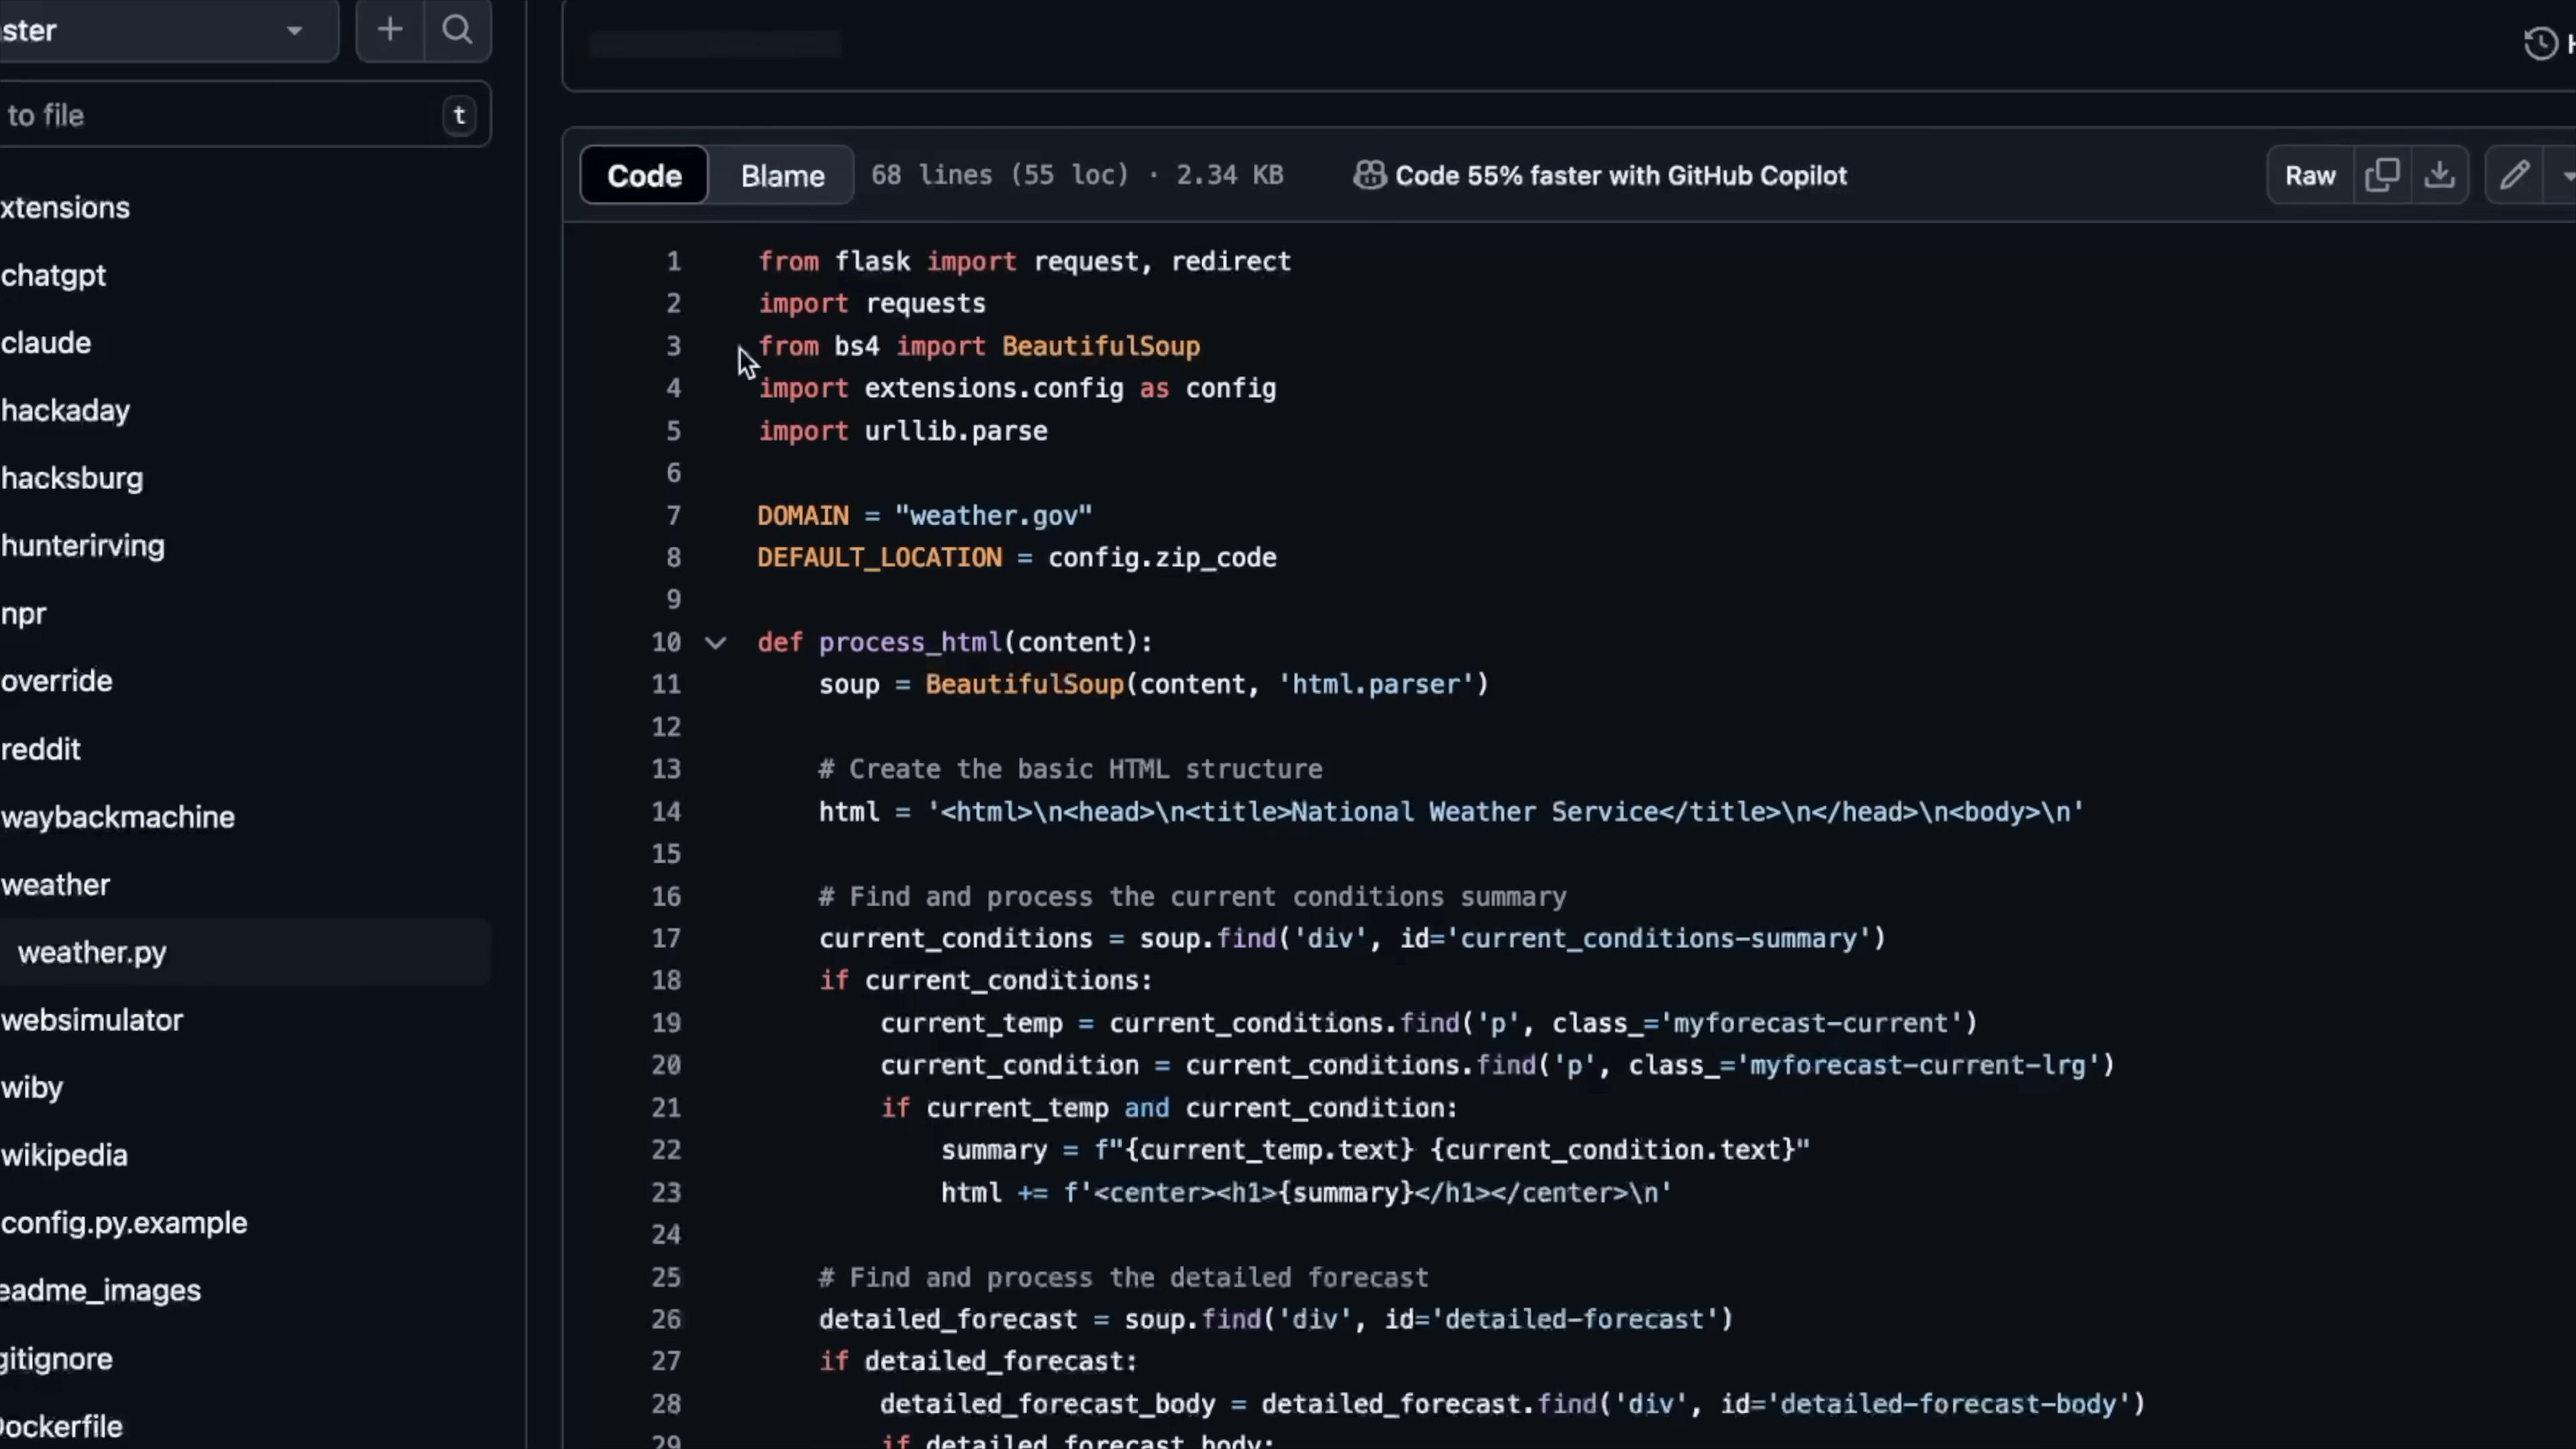 ster
to file
t
xtensions
chatgpt
claude
hackaday
hacksburg
hunterirving
npr
override
reddit
waybackmachine
weather
weather.py
websimulator
wiby
wikipedia
config.py.example
eadme_images
gitignore
Dockerfile
H
Code Blame 68 lines (55 loc) · 2.34 KB Code 55% faster with GitHub Copilot Raw
1 from flask import request, redirect
2 import requests
3 from bs4 import BeautifulSoup
4 import extensions.config as config
5 import urllib.parse
6
7 DOMAIN = "weather.gov"
8 DEFAULT_LOCATION = config.zip_code
9
10 def process_html(content):
11 soup = BeautifulSoup(content, 'html.parser')
12
13 # Create the basic HTML structure
14 html = '<html>\n<head>\n<title>National Weather Service</title>\n</head>\n<body>\n'
15
16 # Find and process the current conditions summary
17 current_conditions = soup.find('div', id='current_conditions-summary')
18 if current_conditions:
19 current_temp = current_conditions.find('p', class_='myforecast-current')
20 current_condition = current_conditions.find('p', class_='myforecast-current-lrg')
21 if current_temp and current_condition:
22 summary = f"{current_temp.text} {current_condition.text}"
23 html += f'<center><h1>{summary}</h1></center>\n'
24
25 # Find and process the detailed forecast
26 detailed_forecast = soup.find('div', id='detailed-forecast')
27 if detailed_forecast:
28 detailed_forecast_body = detailed_forecast.find('div', id='detailed-forecast-body')
29 if detailed_forecast_body: